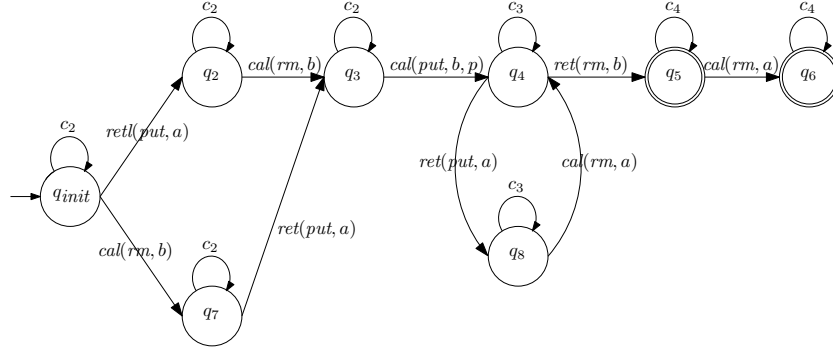 c2 c2 c3 c4 c4
q2 cal(rm, b) q3 cal(put, b, p) q4 ret(rm, b) q5 cal(rm, a) q6
c2 retl(put, a) ret(put, a) c3 cal(rm, a)
qinit
cal(rm, b) c2 ret(put, a) q8
q7